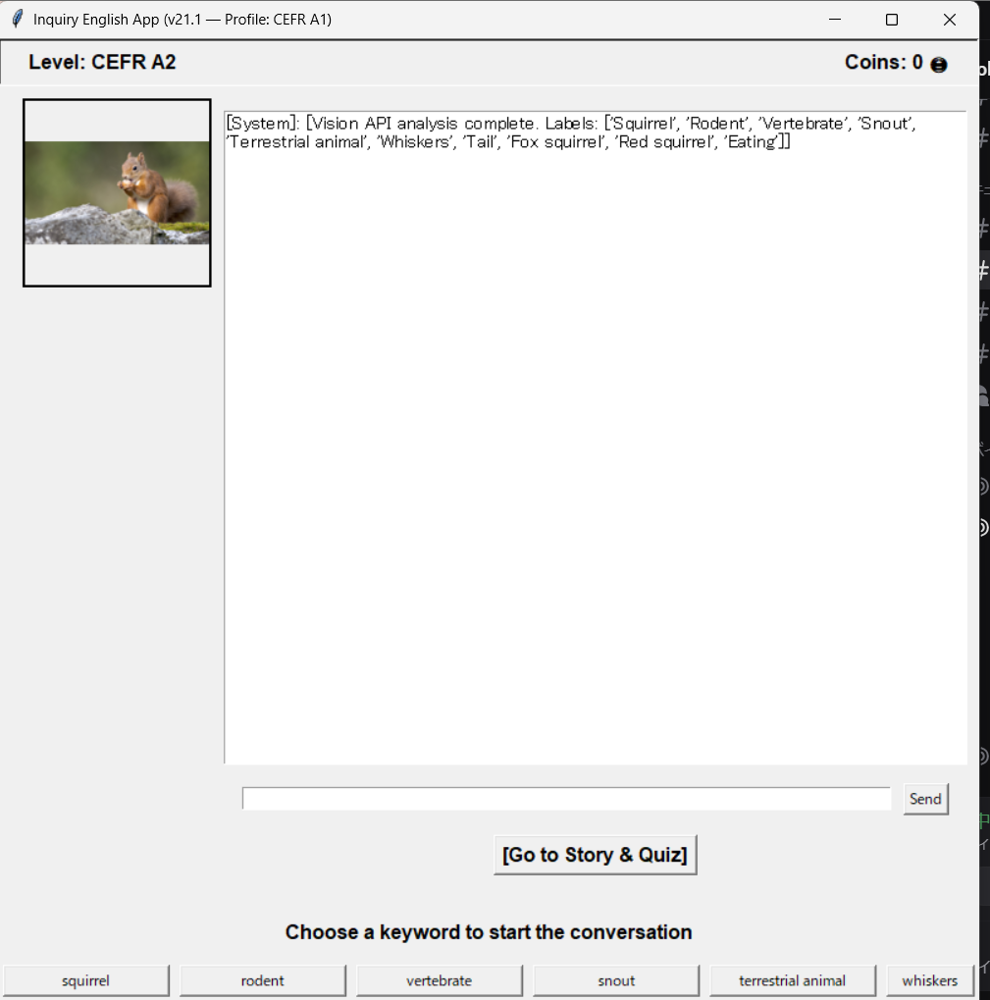 Inquiry English App (v21.1 — Profile: CEFR A1)
Level: CEFR A2
Coins: 0
[System]: [Vision API analysis complete. Labels: ['Squirrel', 'Rodent', 'Vertebrate', 'Snout',
'Terrestrial animal', 'Whiskers', 'Tail', 'Fox squirrel', 'Red squirrel', 'Eating']]
Send
[Go to Story & Quiz]
Choose a keyword to start the conversation
squirrel
rodent
vertebrate
snout
terrestrial animal
whiskers